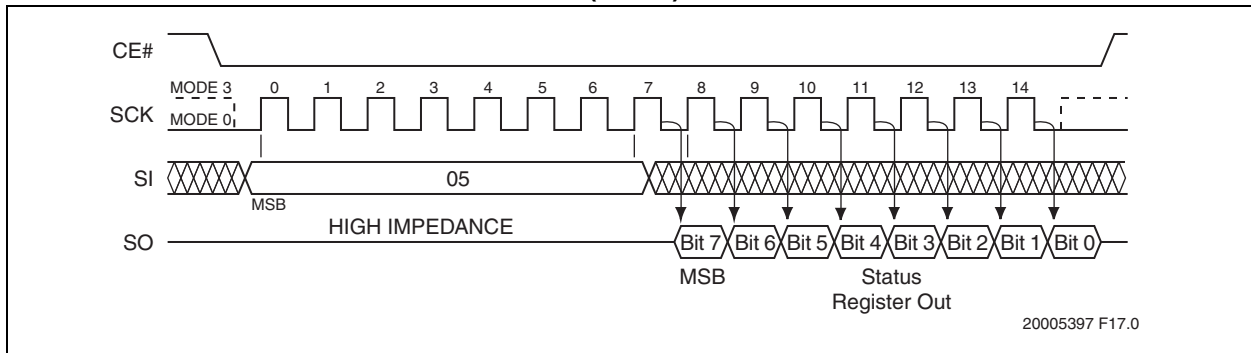 CE#
MODE 3 0 1 2 3 4 5 6 7 8 9 10 11 12 13 14
SCK
MODE 0
SI 05
MSB
HIGH IMPEDANCE
SO Bit 7 Bit 6 Bit 5 Bit 4 Bit 3 Bit 2 Bit 1 Bit 0
MSB Status
Register Out
20005397 F17.0